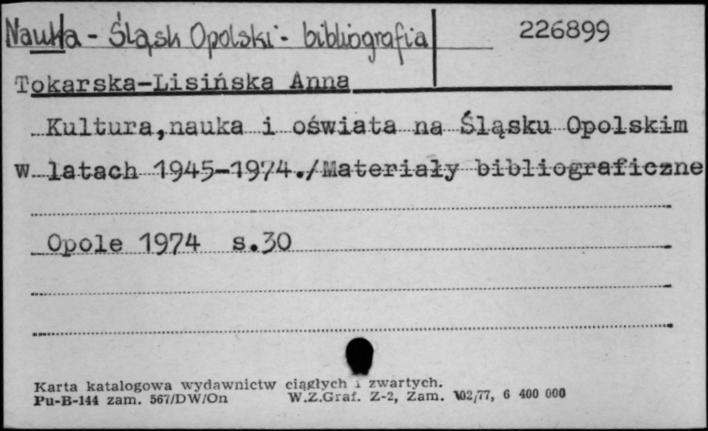 Nauka - Śląsk Opolski - bibliografia 226899
Tokarska-Lisińska Anna
Kultura,nauka i oświata na Śląsku Opolskim
w latach 1945-1974./Materiały bibliograficzne
Opole 1974 s.30
Karta katalogowa wydawnictw ciągłych i zwartych.
Pu-B-144 zam. 567/DW/On W.Z.Graf. Z-2, Zam. 102/77, 6 400 000